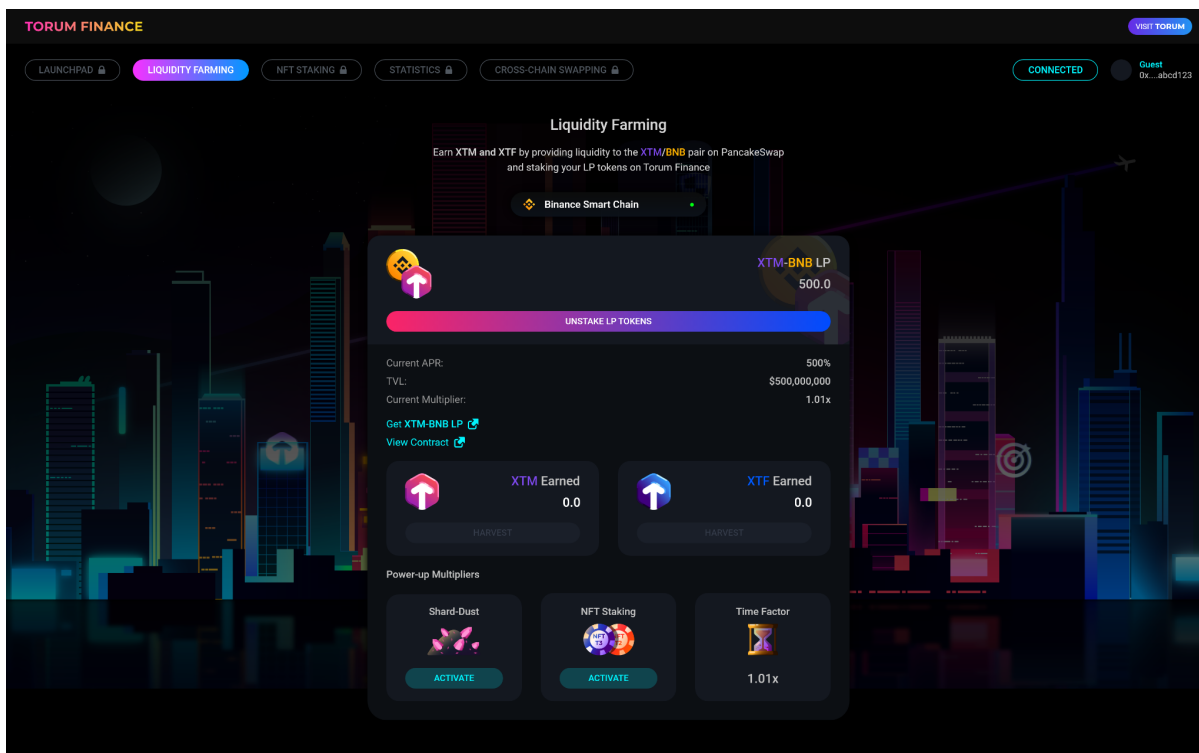 TORUM FINANCE
VISIT TORUM
LAUNCHPAD
LIQUIDITY FARMING
NFT STAKING
STATISTICS
CROSS-CHAIN SWAPPING
CONNECTED
Guest
0x....abcd123
Liquidity Farming
Earn XTM and XTF by providing liquidity to the XTM/BNB pair on PancakeSwap
and staking your LP tokens on Torum Finance
Binance Smart Chain
XTM-BNB LP
500.0
UNSTAKE LP TOKENS
Current APR: 500%
TVL: $500,000,000
Current Multiplier: 1.01x
Get XTM-BNB LP
View Contract
XTM Earned
0.0
HARVEST
XTF Earned
0.0
HARVEST
Power-up Multipliers
Shard-Dust
ACTIVATE
NFT Staking
NFT
73
ACTIVATE
Time Factor
1.01x